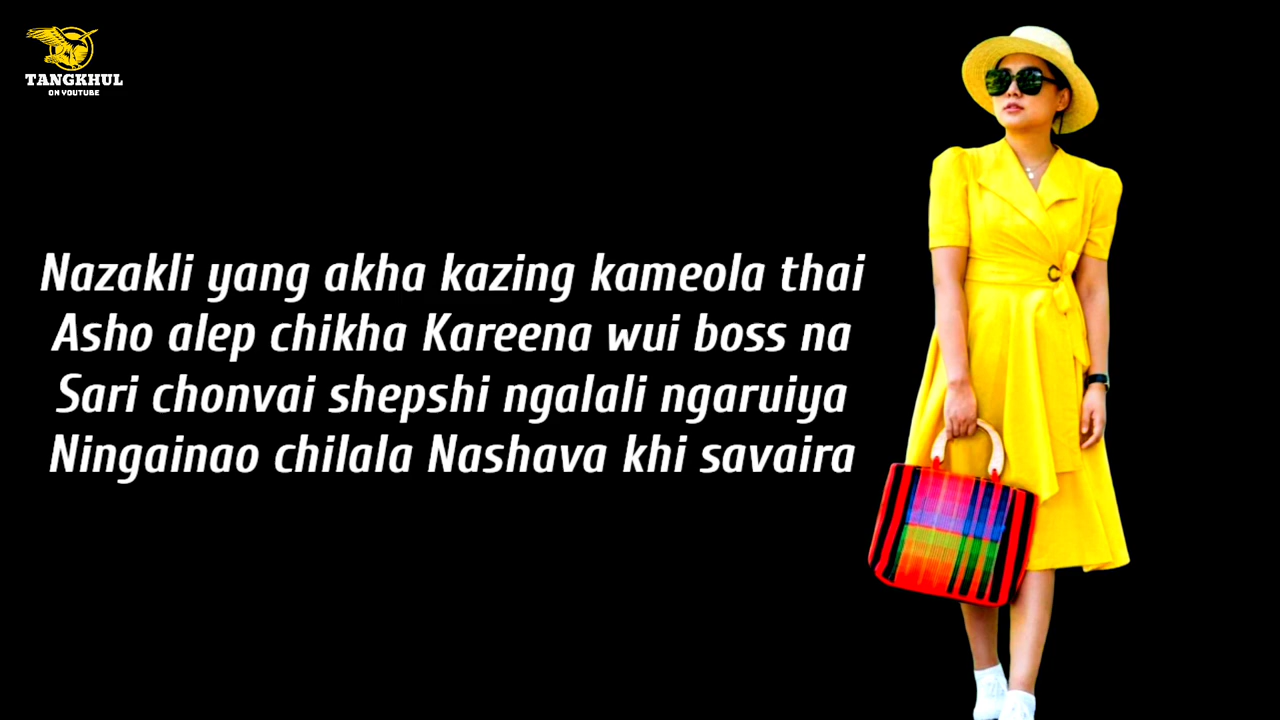 TANGKHUL
ON YOUTUBE
Nazakli yang akha kazing kameola thai
Asho alep chikha Kareena wui boss na
Sari chonvai shepshi ngalali ngaruiya
Ningainao chilala Nashava khi savaira